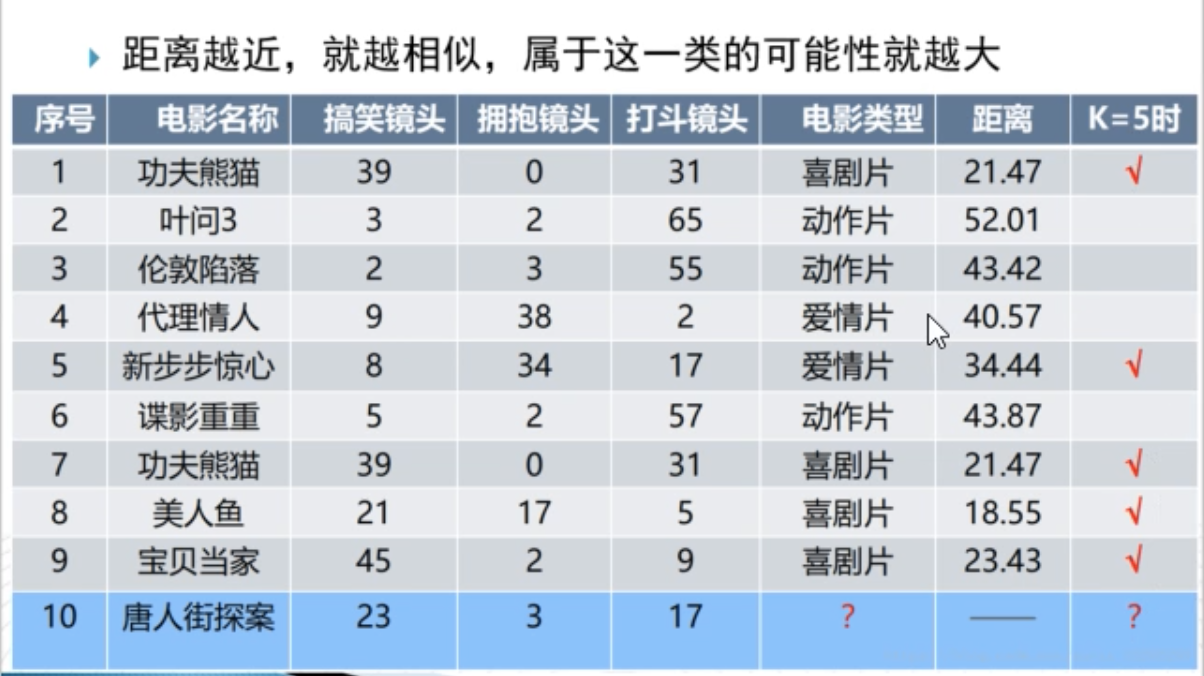 距离越近，就越相似，属于这一类的可能性就越大
序号 电影名称 搞笑镜头 拥抱镜头 打斗镜头 电影类型 距离 K=5时
1 功夫熊猫 39 0 31 喜剧片 21.47 √
2 叶问3 3 2 65 动作片 52.01
3 伦敦陷落 2 3 55 动作片 43.42
4 代理情人 9 38 2 爱情片 40.57
5 新步步惊心 8 34 17 爱情片 34.44 √
6 谍影重重 5 2 57 动作片 43.87
7 功夫熊猫 39 0 31 喜剧片 21.47 √
8 美人鱼 21 17 5 喜剧片 18.55 √
9 宝贝当家 45 2 9 喜剧片 23.43 √
10 唐人街探案 23 3 17 ? —— ?